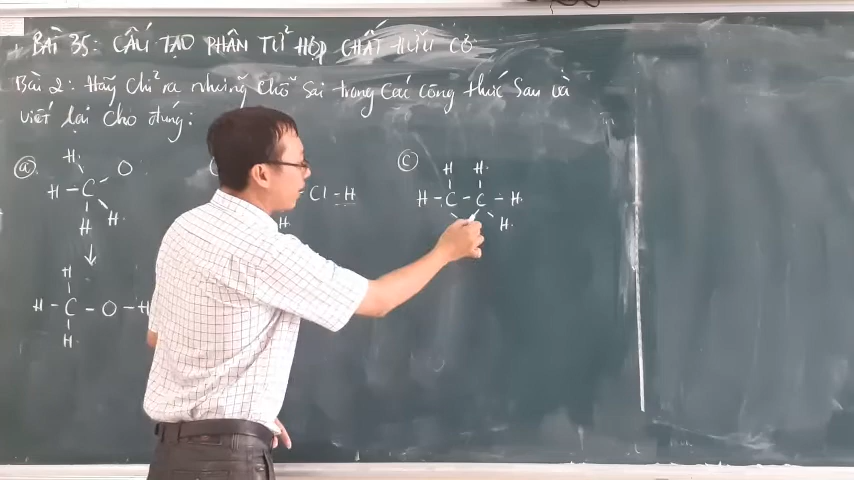 + BÀI 35: CẤU TẠO PHÂN TỬ HỢP CHẤT HỮU CƠ
Bài 2: Hãy chỉ ra những chỗ sai trong các công thức sau và
viết lại cho đúng:
a
H O
H - C
H H
H
H - C - O - H
H
Cl - H
H
c
H H
H - C - C - H
H